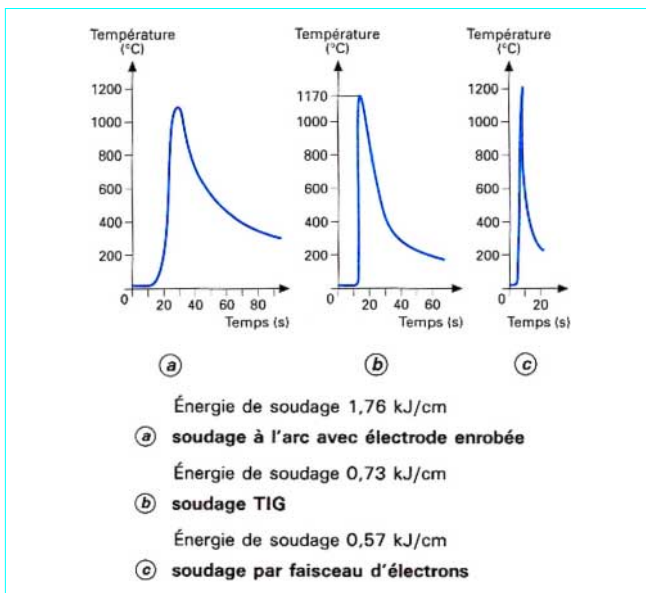 Température
(°C)
1200
1000
800
600
400
200
0
20
40
60
80
Temps (s)
Température
(°C)
1170
1000
800
600
400
200
0
20
40
60
Temps (s)
Température
(°C)
1200
1000
800
600
400
200
0
20
Temps (s)
a
b
c
Énergie de soudage 1,76 kJ/cm
a soudage à l'arc avec électrode enrobée
Énergie de soudage 0,73 kJ/cm
b soudage TIG
Énergie de soudage 0,57 kJ/cm
c soudage par faisceau d'électrons